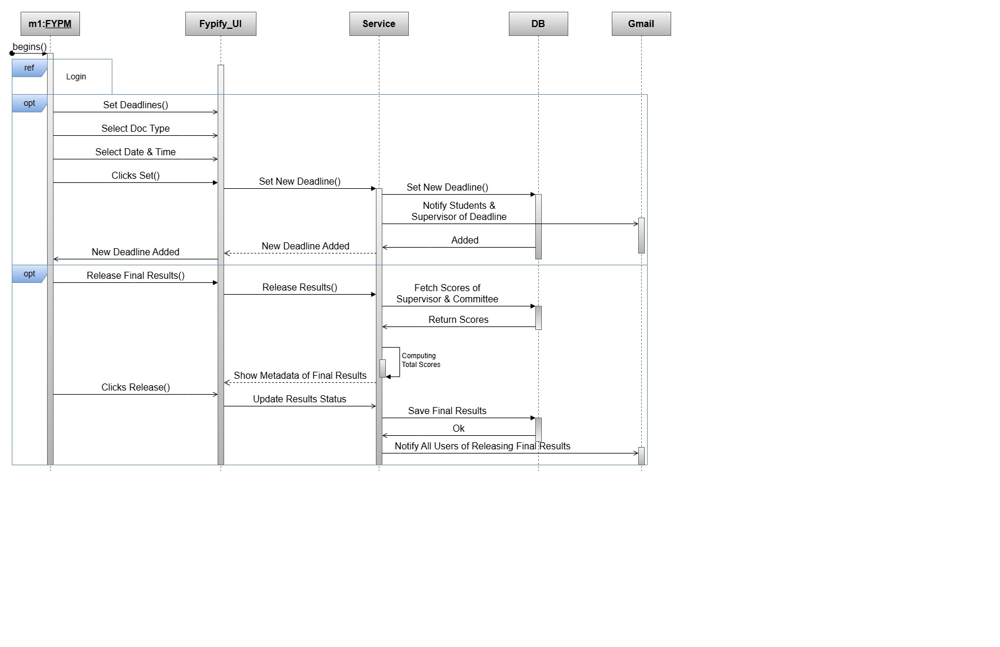 m1:FYPM
Fypify_UI
Service
DB
Gmail
begins()
ref
Login
opt
Set Deadlines()
Select Doc Type
Select Date & Time
Clicks Set()
Set New Deadline()
Set New Deadline()
Notify Students &
Supervisor of Deadline
Added
New Deadline Added
New Deadline Added
opt
Release Final Results()
Release Results()
Fetch Scores of
Supervisor & Committee
Return Scores
Computing
Total Scores
Show Metadata of Final Results
Clicks Release()
Update Results Status
Save Final Results
Ok
Notify All Users of Releasing Final Results